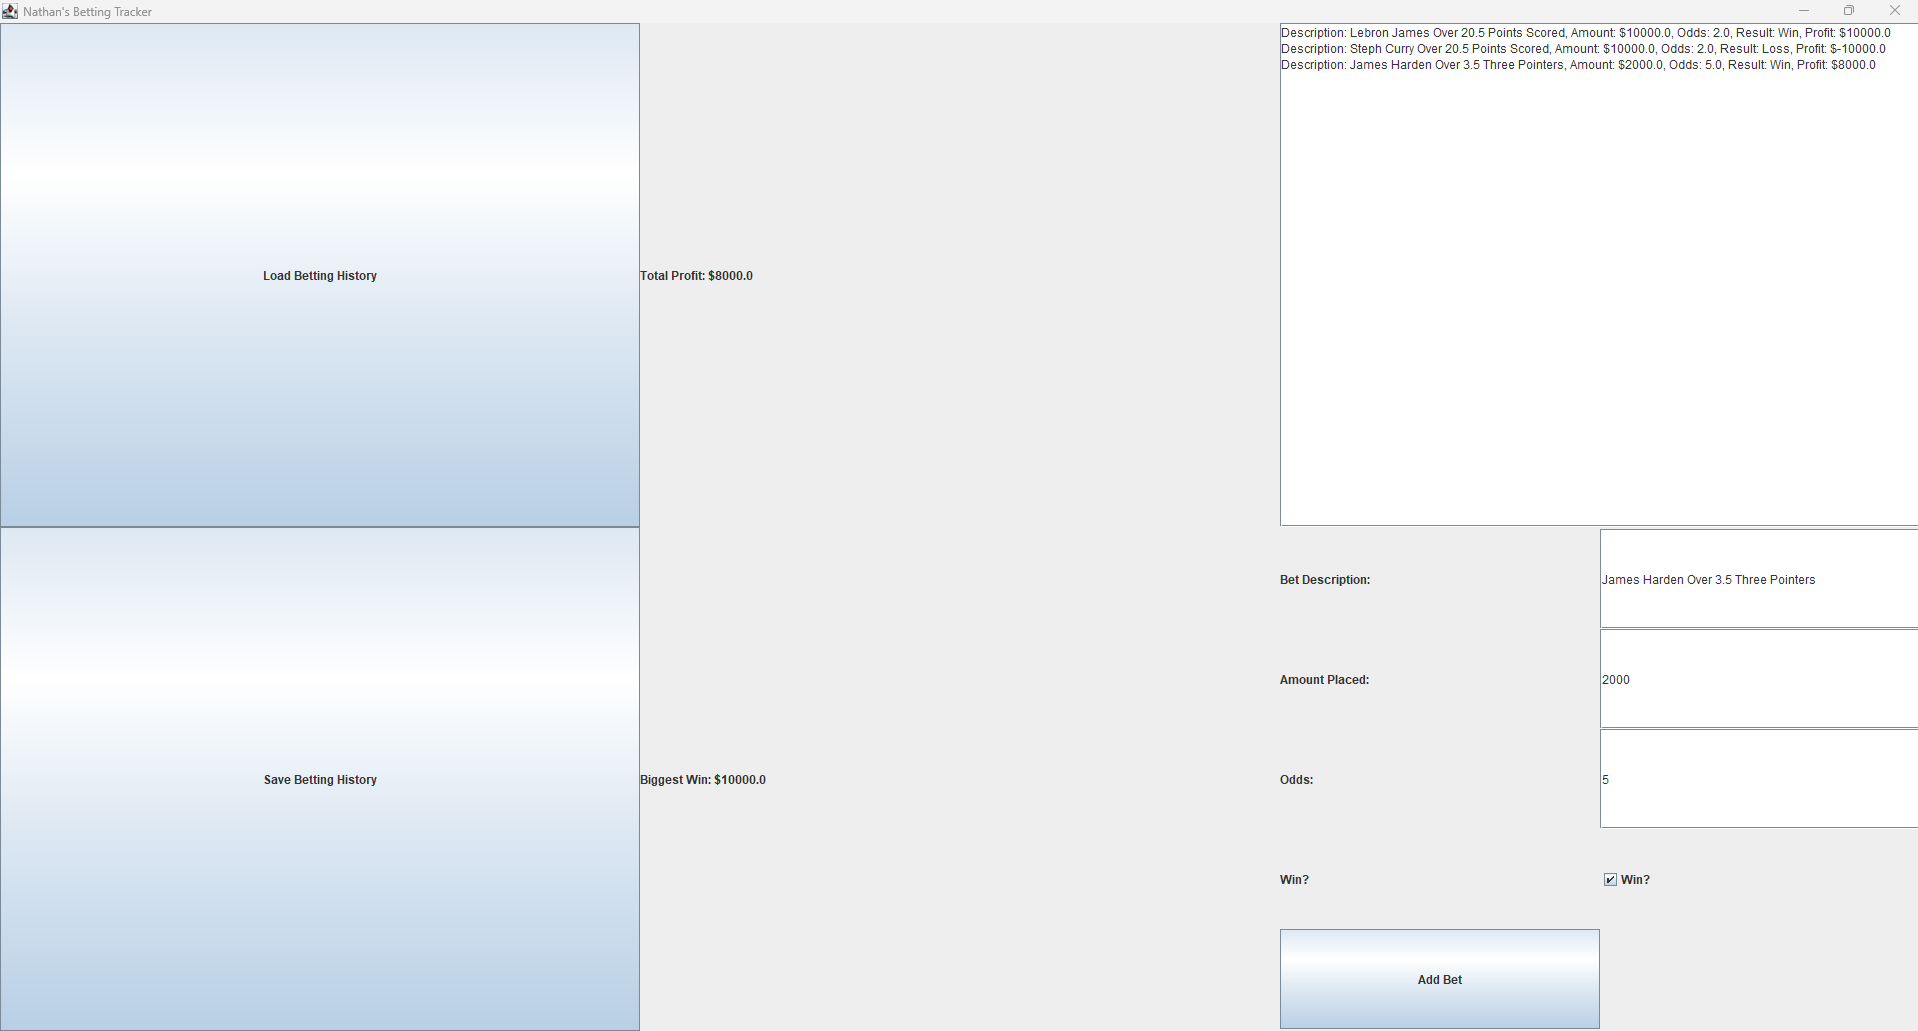 Nathan's Betting Tracker
Load Betting History
Total Profit: $8000.0
Description: Lebron James Over 20.5 Points Scored, Amount: $10000.0, Odds: 2.0, Result: Win, Profit: $10000.0
Description: Steph Curry Over 20.5 Points Scored, Amount: $10000.0, Odds: 2.0, Result: Loss, Profit: $-10000.0
Description: James Harden Over 3.5 Three Pointers, Amount: $2000.0, Odds: 5.0, Result: Win, Profit: $8000.0
Save Betting History
Biggest Win: $10000.0
Bet Description: James Harden Over 3.5 Three Pointers
Amount Placed: 2000
Odds: 5
Win? Win?
Add Bet